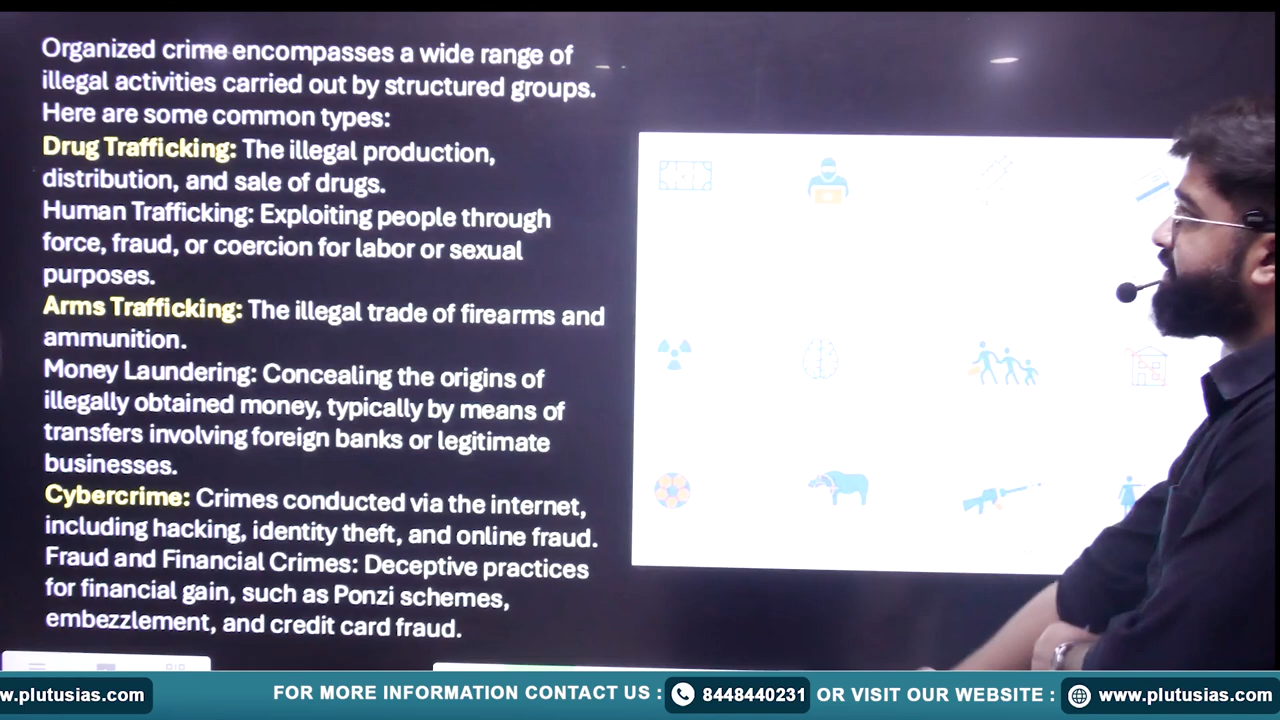 Organized crime encompasses a wide range of
illegal activities carried out by structured groups.
Here are some common types:
Drug Trafficking: The illegal production,
distribution, and sale of drugs.
Human Trafficking: Exploiting people through
force, fraud, or coercion for labor or sexual
purposes.
Arms Trafficking: The illegal trade of firearms and
ammunition.
Money Laundering: Concealing the origins of
illegally obtained money, typically by means of
transfers involving foreign banks or legitimate
businesses.
Cybercrime: Crimes conducted via the internet,
including hacking, identity theft, and online fraud.
Fraud and Financial Crimes: Deceptive practices
for financial gain, such as Ponzi schemes,
embezzlement, and credit card fraud.
w.plutusias.com FOR MORE INFORMATION CONTACT US : 8448440231 OR VISIT OUR WEBSITE : www.plutusias.com